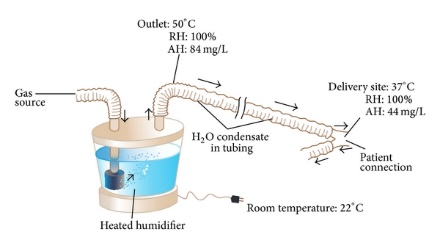 Outlet: 50°C
RH: 100%
AH: 84 mg/L
Gas
source
Delivery site: 37°C
RH: 100%
AH: 44 mg/L
H₂O condensate
in tubing
Patient
connection
Room temperature: 22°C
Heated humidifier